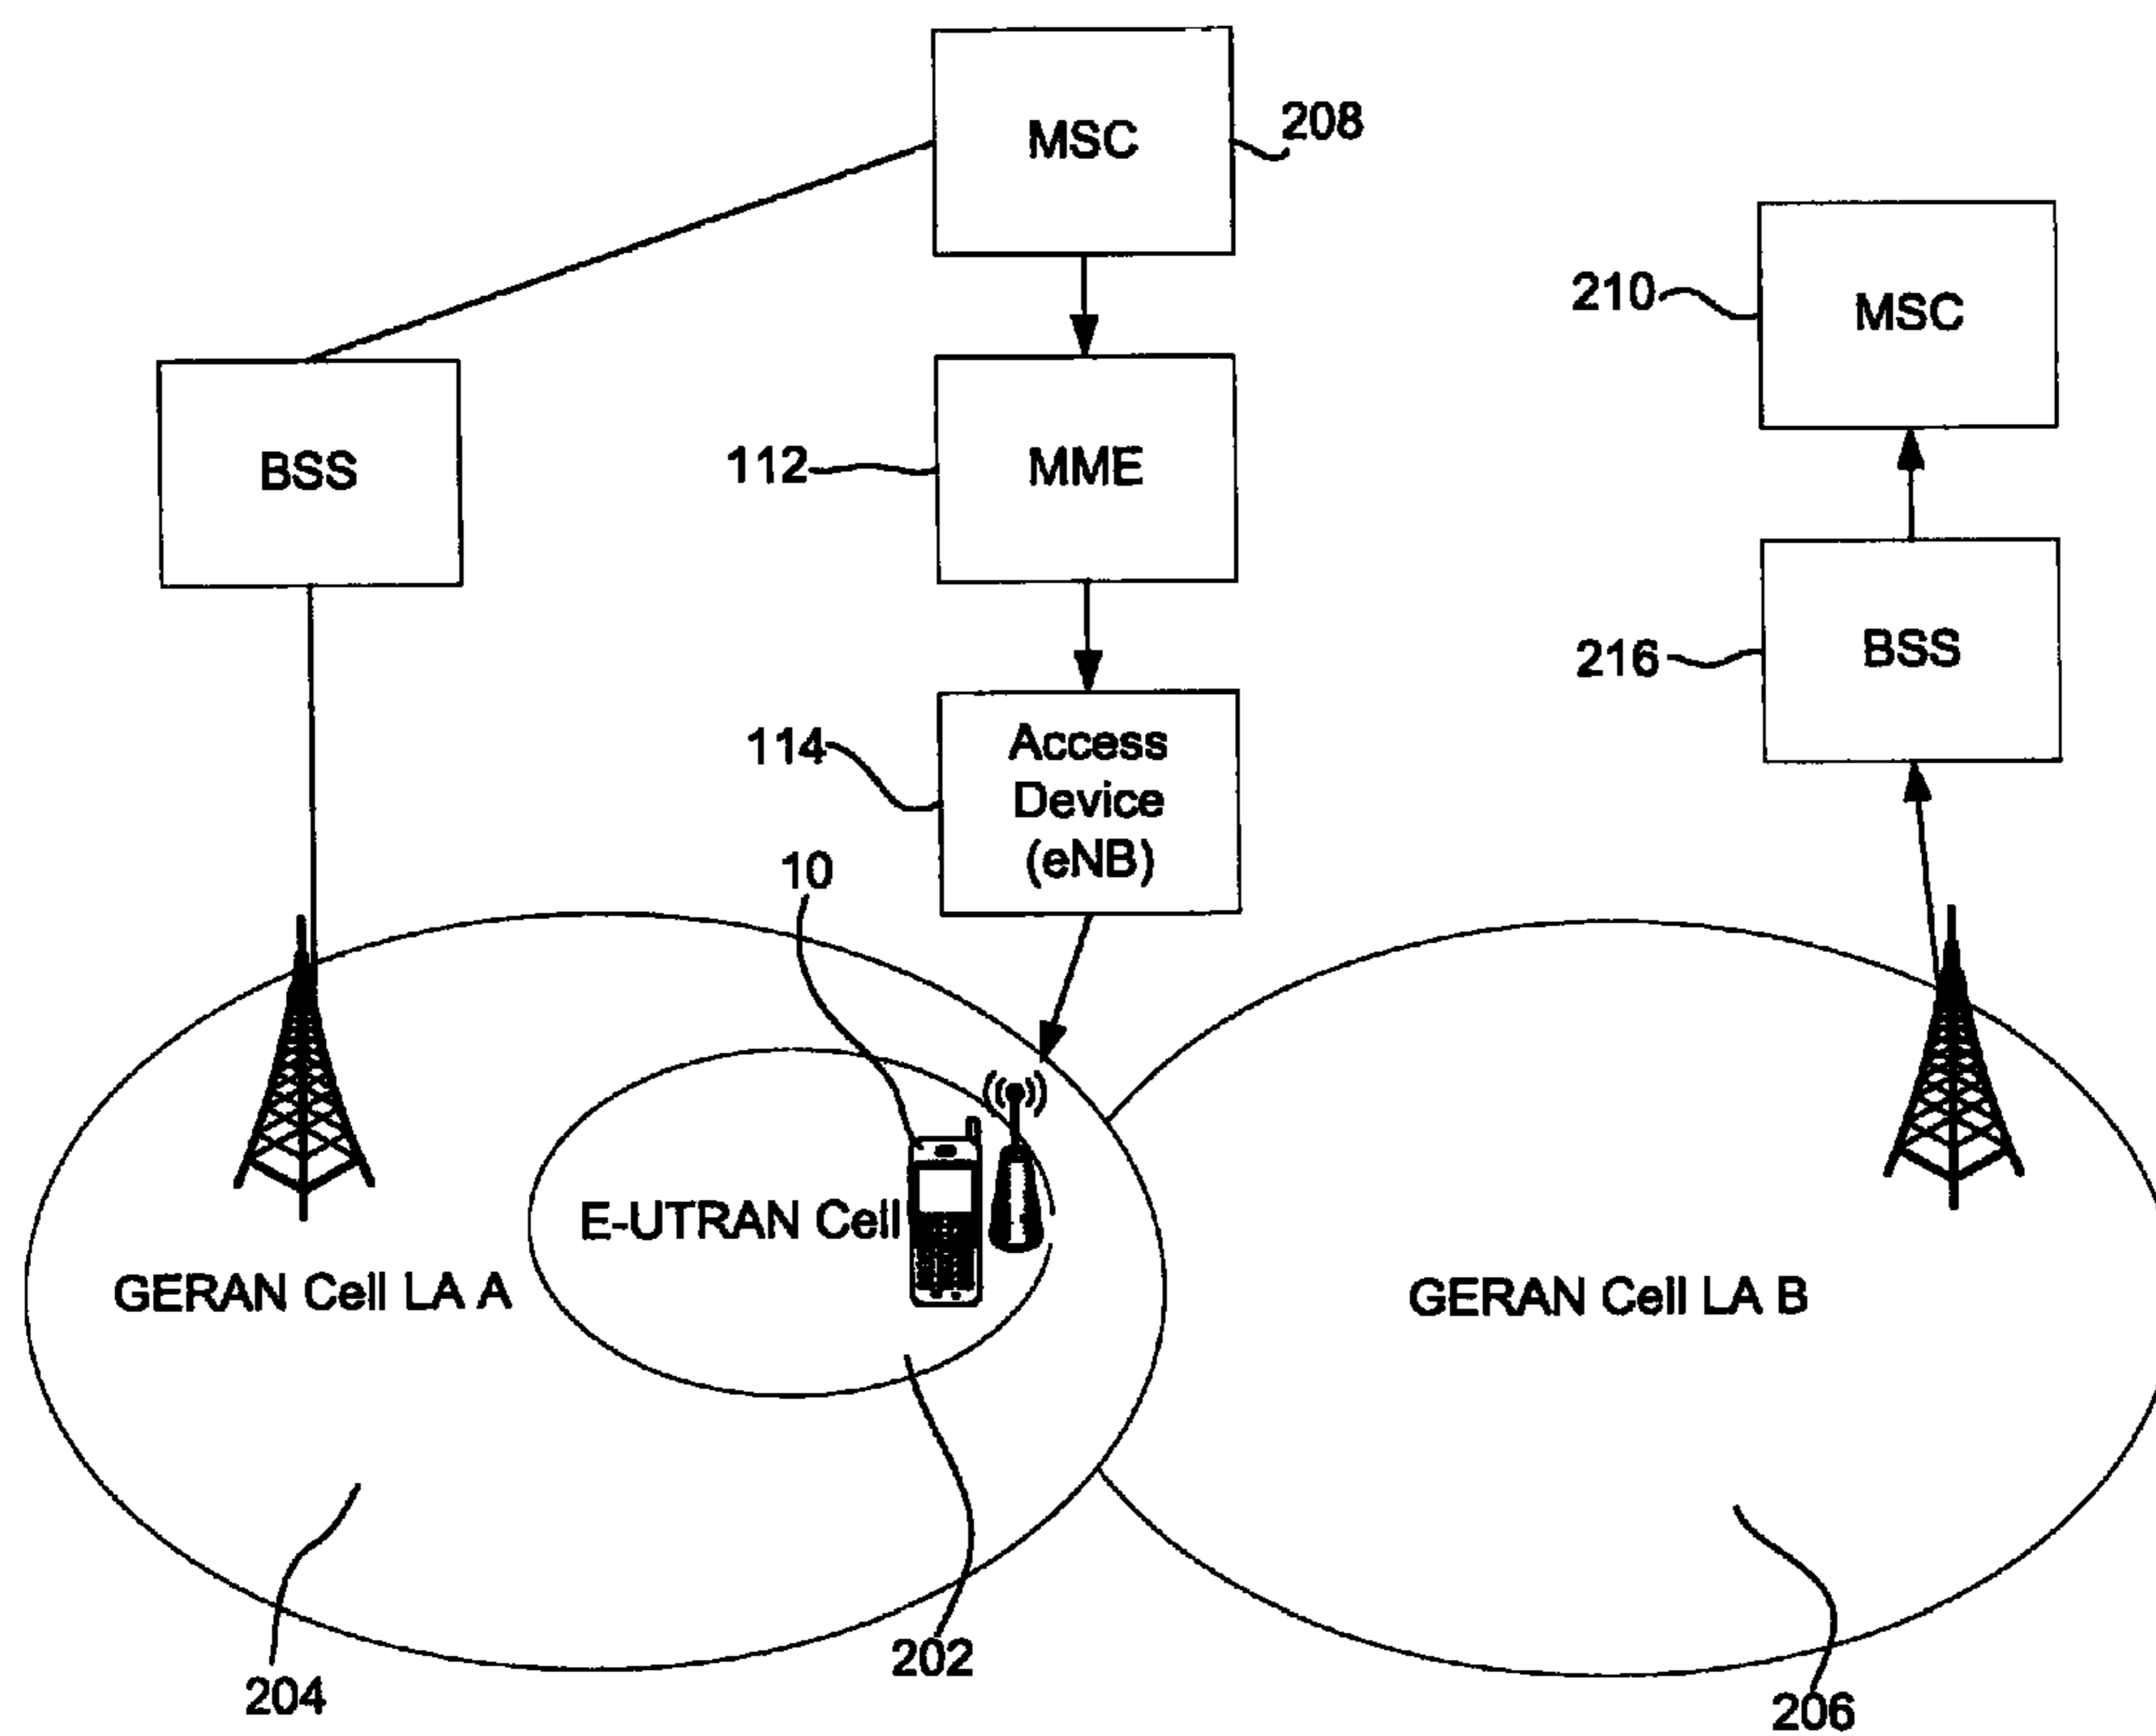 MSC
208
210
MSC
BSS
112
MME
216
BSS
114
Access
Device
(eNB)
10
E-UTRAN Cell
GERAN Cell LA A
GERAN Cell LA B
202
204
206